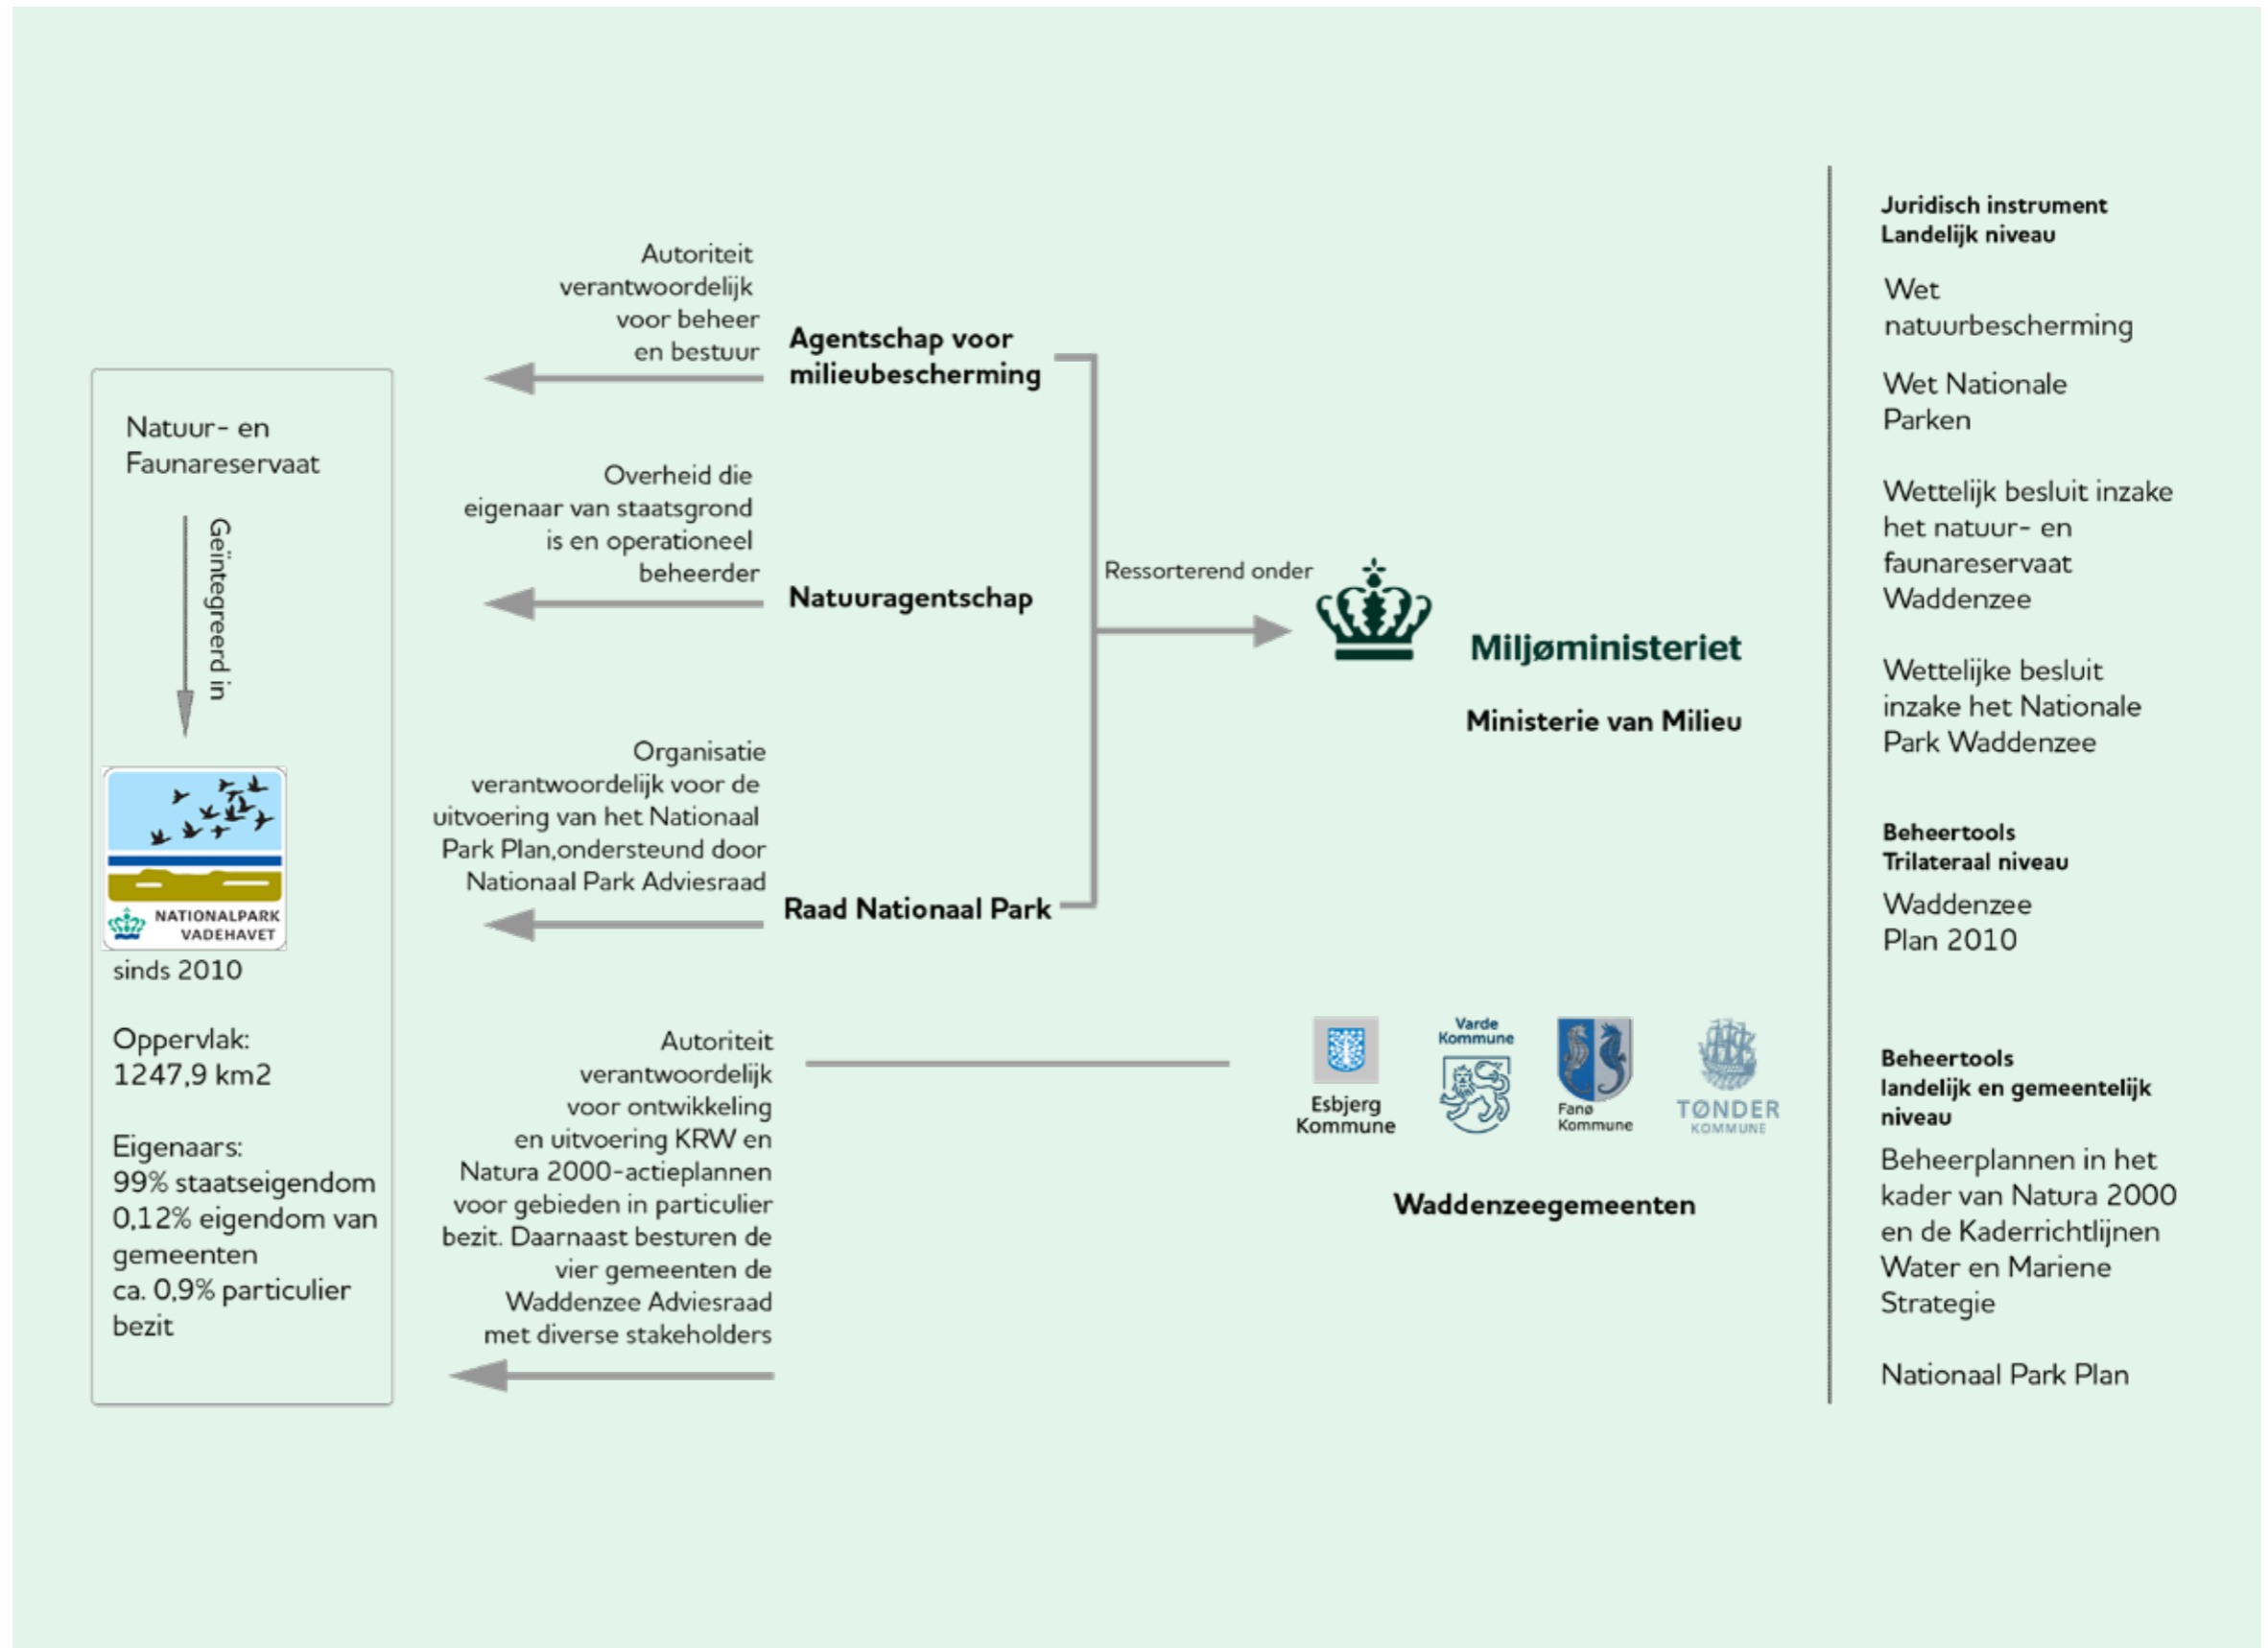 Natuur- en
Faunareservaat
Geïntegreerd in
NATIONALPARK
VADEHAVET
sinds 2010
Oppervlak:
1247,9 km2
Eigenaars:
99% staatseigendom
0,12% eigendom van
gemeenten
ca. 0,9% particulier
bezit
Autoriteit
verantwoordelijk
voor beheer
en bestuur
Agentschap voor
milieubescherming
Overheid die
eigenaar van staatsgrond
is en operationeel
beheerder
Natuuragentschap
Organisatie
verantwoordelijk voor de
uitvoering van het Nationaal
Park Plan,ondersteund door
Nationaal Park Adviesraad
Raad Nationaal Park
Autoriteit
verantwoordelijk
voor ontwikkeling
en uitvoering KRW en
Natura 2000-actieplannen
voor gebieden in particulier
bezit. Daarnaast besturen de
vier gemeenten de
Waddenzee Adviesraad
met diverse stakeholders
Ressorterend onder
Miljøministeriet
Ministerie van Milieu
Esbjerg
Kommune
Varde
Kommune
Fanø
Kommune
TØNDER
KOMMUNE
Waddenzeegemeenten
Juridisch instrument
Landelijk niveau
Wet
natuurbescherming
Wet Nationale
Parken
Wettelijk besluit inzake
het natuur- en
faunareservaat
Waddenzee
Wettelijke besluit
inzake het Nationale
Park Waddenzee
Beheertools
Trilateraal niveau
Waddenzee
Plan 2010
Beheertools
landelijk en gemeentelijk
niveau
Beheerplannen in het
kader van Natura 2000
en de Kaderrichtlijnen
Water en Mariene
Strategie
Nationaal Park Plan